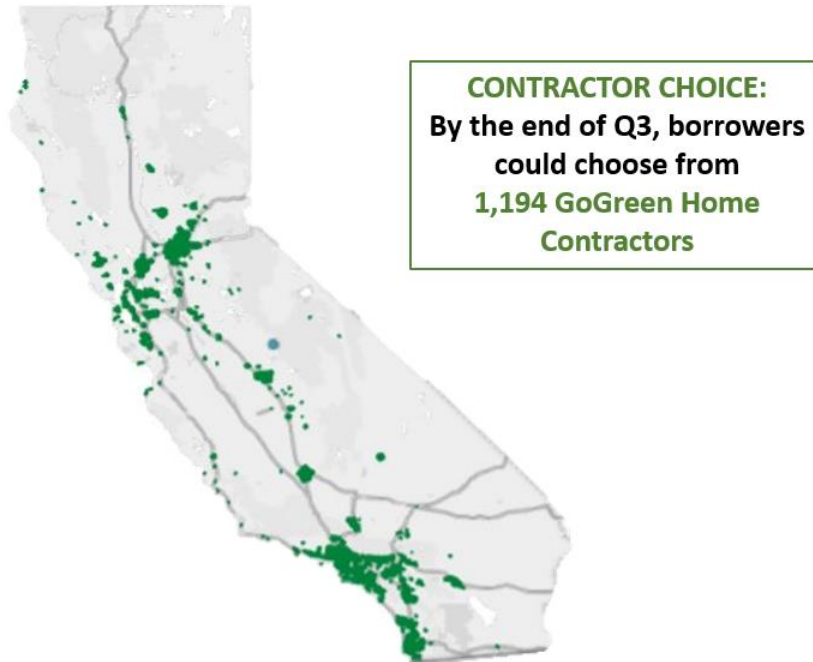 CONTRACTOR CHOICE:
By the end of Q3, borrowers
could choose from
1,194 GoGreen Home
Contractors